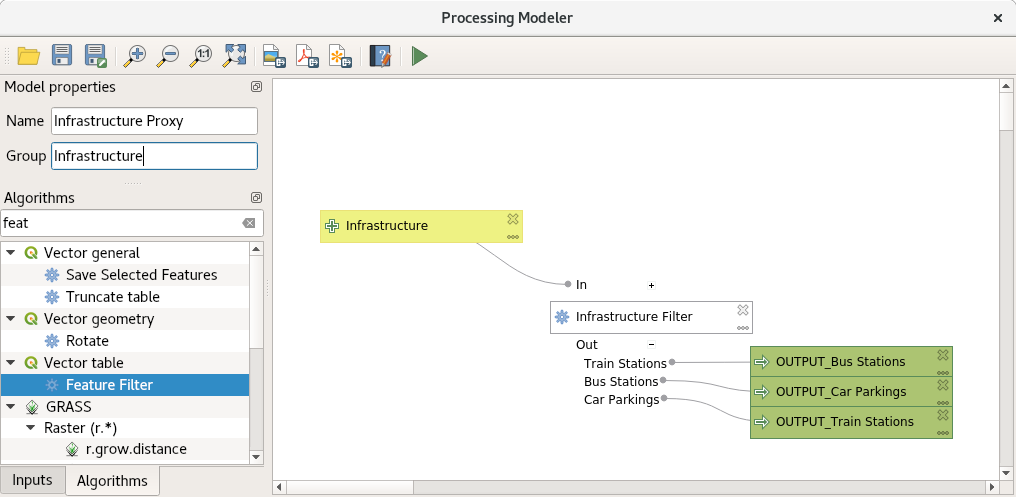 Processing Modeler
1:1
Model properties
Name Infrastructure Proxy
Group Infrastructure
Algorithms
feat
Vector general
Save Selected Features
Truncate table
Vector geometry
Rotate
Vector table
Feature Filter
GRASS
Raster (r.*)
r.grow.distance
Inputs
Algorithms
Infrastructure
In +
Infrastructure Filter
Out −
Train Stations
Bus Stations
Car Parkings
OUTPUT_Bus Stations
OUTPUT_Car Parkings
OUTPUT_Train Stations